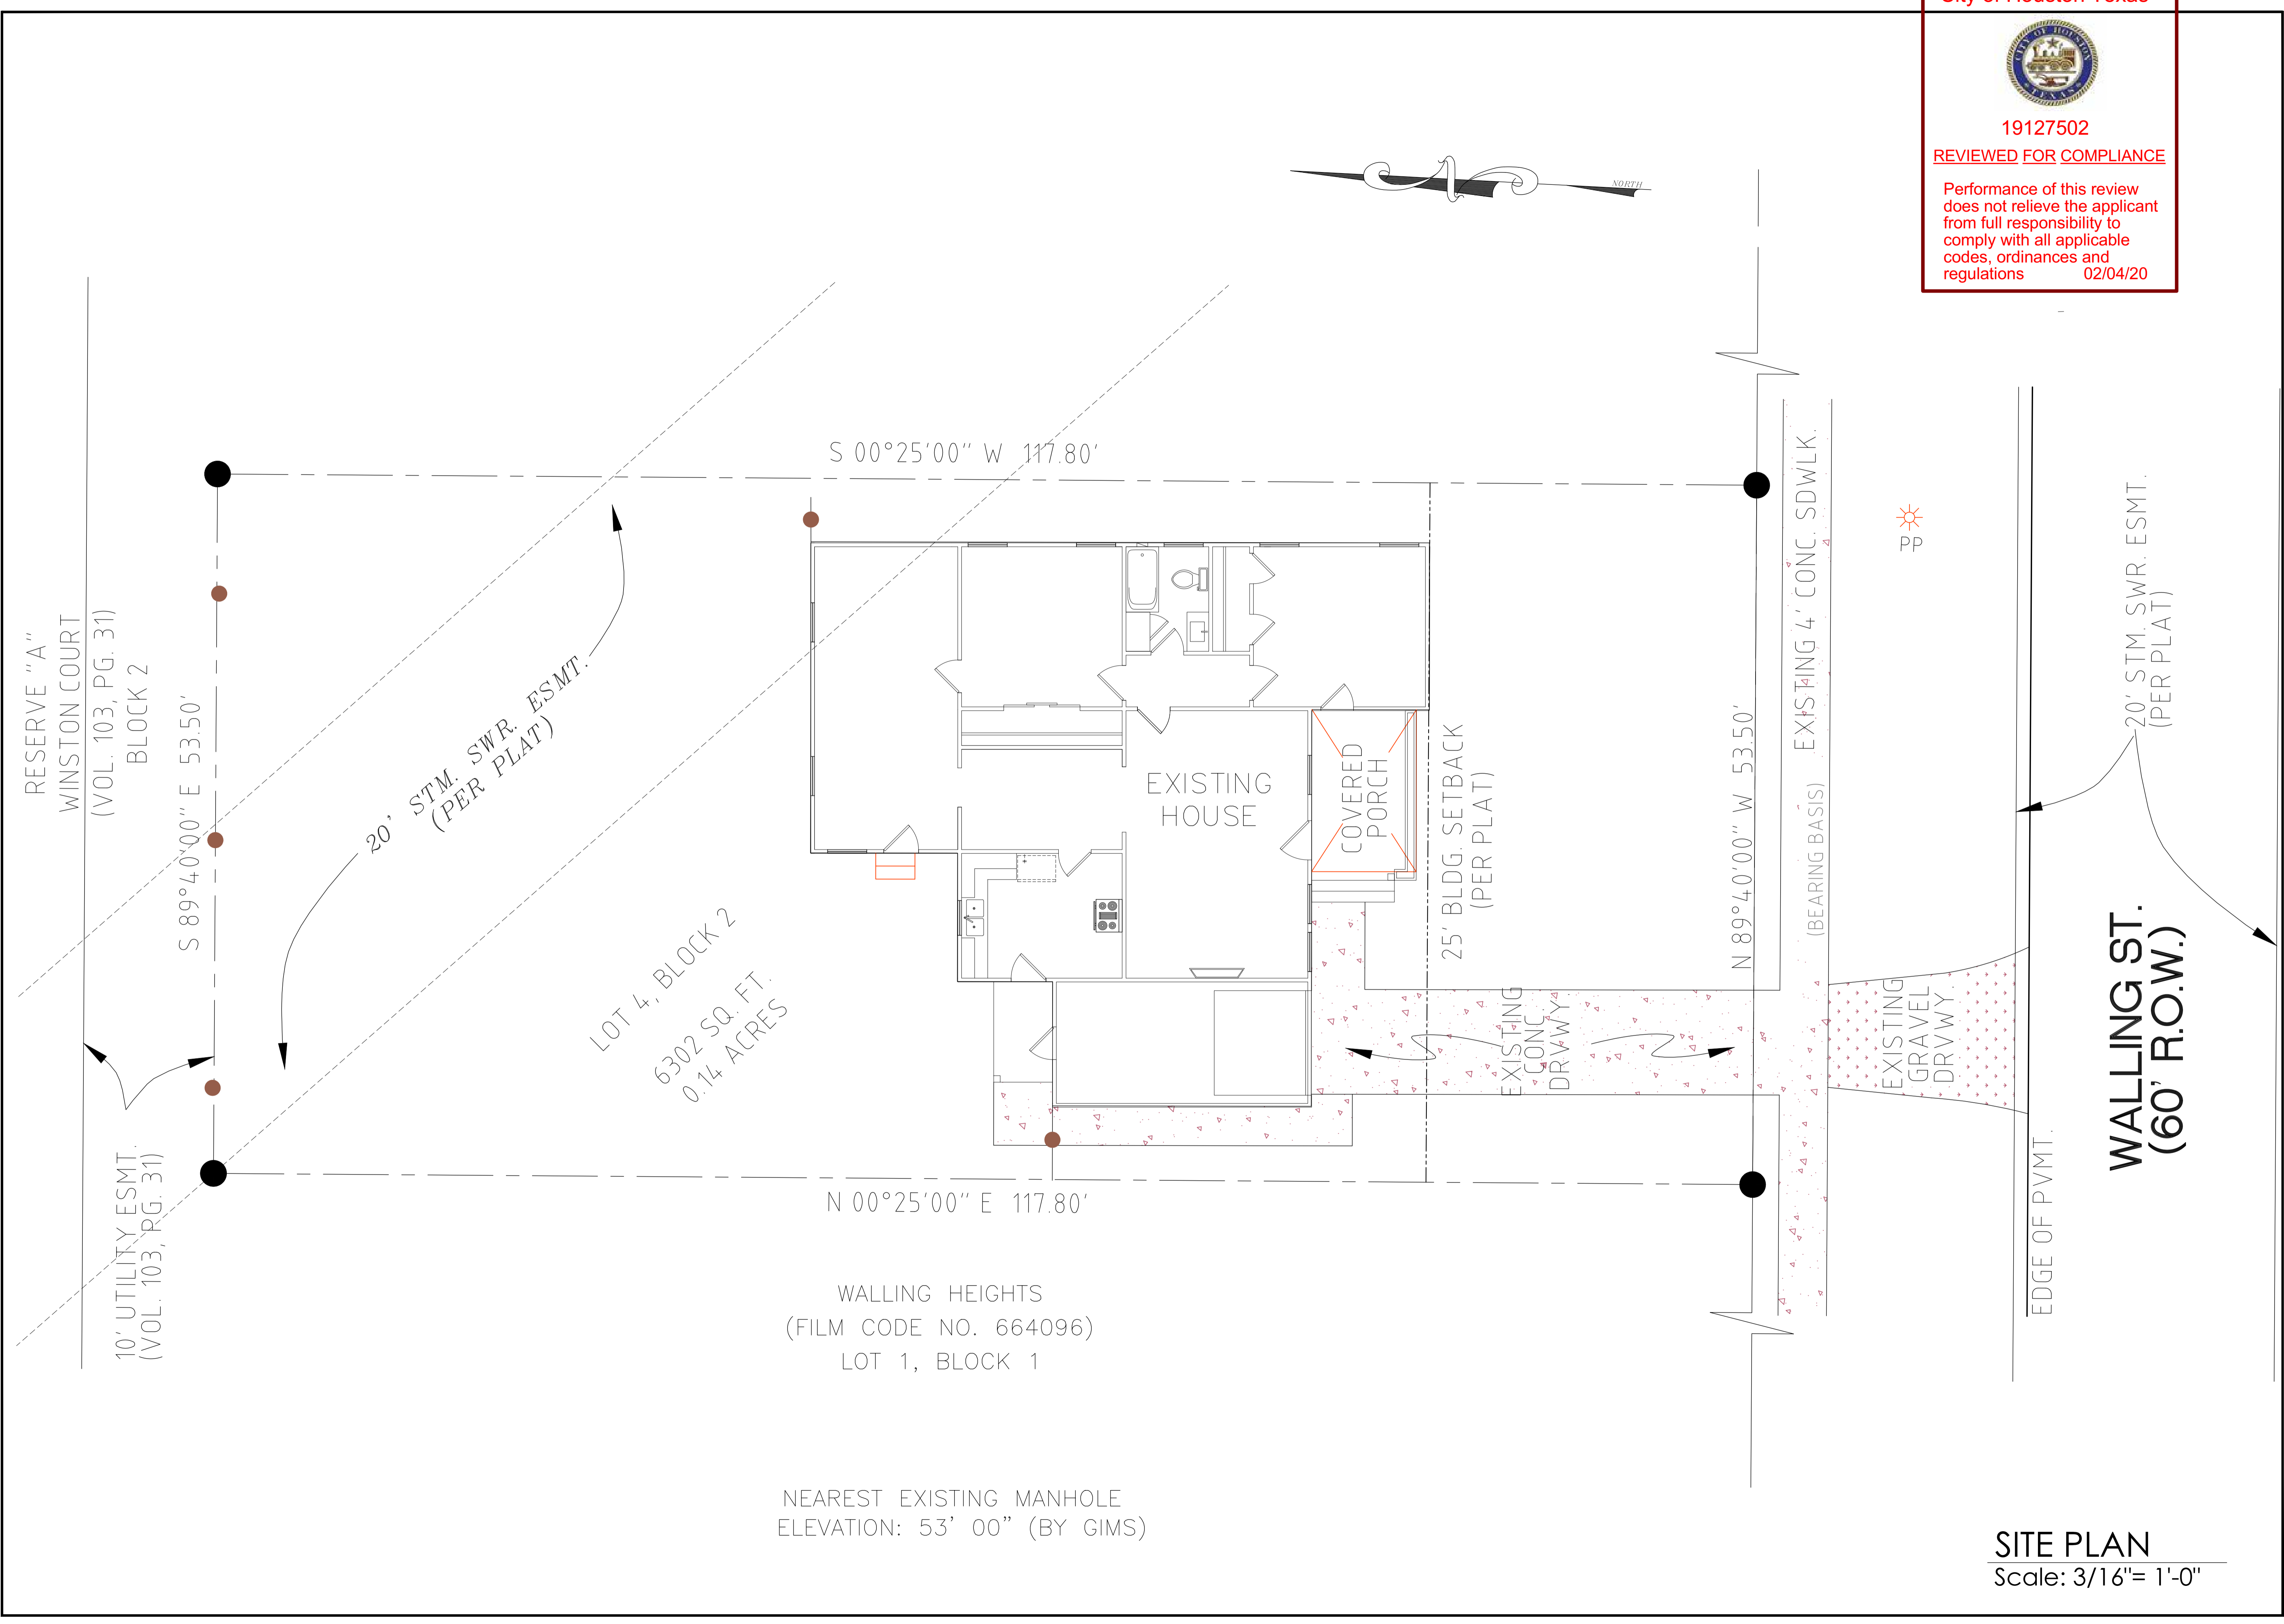 City of Houston Texas
CITY OF HOUSTON
TEXAS
19127502
REVIEWED FOR COMPLIANCE
Performance of this review
does not relieve the applicant
from full responsibility to
comply with all applicable
codes, ordinances and
regulations 02/04/20
NORTH
S 00°25'00" W 117.80'
RESERVE "A"
WINSTON COURT
(VOL. 103, PG. 31)
BLOCK 2
S 89°40'00" E 53.50'
20' STM. SWR. ESMT.
(PER PLAT)
LOT 4, BLOCK 2
6302 SQ. FT.
0.14 ACRES
EXISTING
HOUSE
COVERED
PORCH
25' BLDG. SETBACK
(PER PLAT)
N 89°40'00" W 53.50'
EXISTING 4' CONC. SDWLK.
(BEARING BASIS)
PP
20' STM. SWR. ESMT.
(PER PLAT)
WALLING ST.
(60' R.O.W.)
EXISTING
CONC.
DRVWY
EXISTING
GRAVEL
DRVWY.
EDGE OF PVMT.
10' UTILITY ESMT.
(VOL. 103, PG. 31)
N 00°25'00" E 117.80'
WALLING HEIGHTS
(FILM CODE NO. 664096)
LOT 1, BLOCK 1
NEAREST EXISTING MANHOLE
ELEVATION: 53' 00" (BY GIMS)
SITE PLAN
Scale: 3/16"= 1'-0"